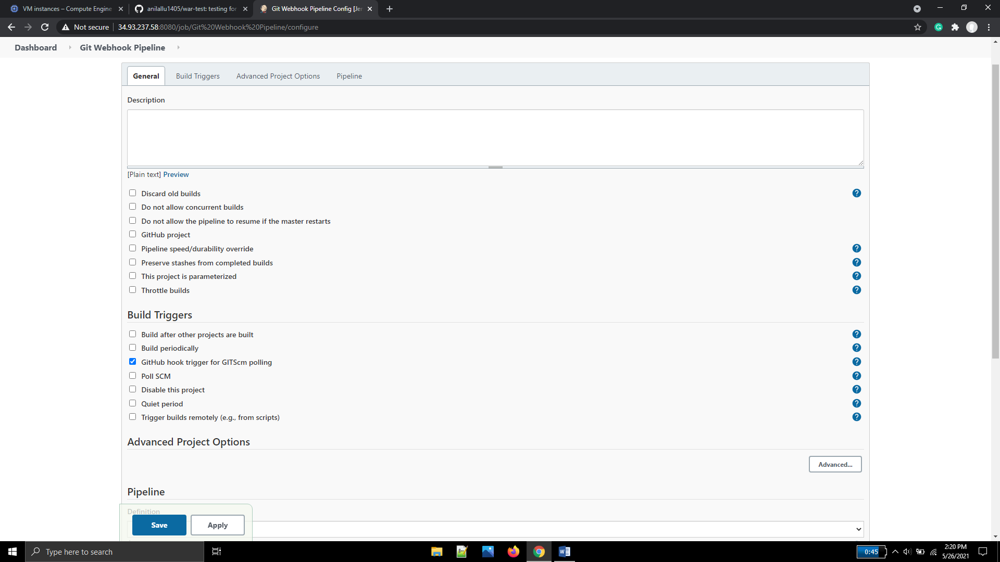 VM instances – Compute Engine
anilallu1405/war-test: testing for
Git Webhook Pipeline Config [Jer
Not secure
34.93.237.58:8080/job/Git%20Webhook%20Pipeline/configure
Dashboard
Git Webhook Pipeline
General
Build Triggers
Advanced Project Options
Pipeline
Description
[Plain text] Preview
Discard old builds
Do not allow concurrent builds
Do not allow the pipeline to resume if the master restarts
GitHub project
Pipeline speed/durability override
Preserve stashes from completed builds
This project is parameterized
Throttle builds
Build Triggers
Build after other projects are built
Build periodically
GitHub hook trigger for GITScm polling
Poll SCM
Disable this project
Quiet period
Trigger builds remotely (e.g., from scripts)
Advanced Project Options
Advanced...
Pipeline
Definition
Save
Apply
Type here to search
0:45
2:20 PM
5/26/2021